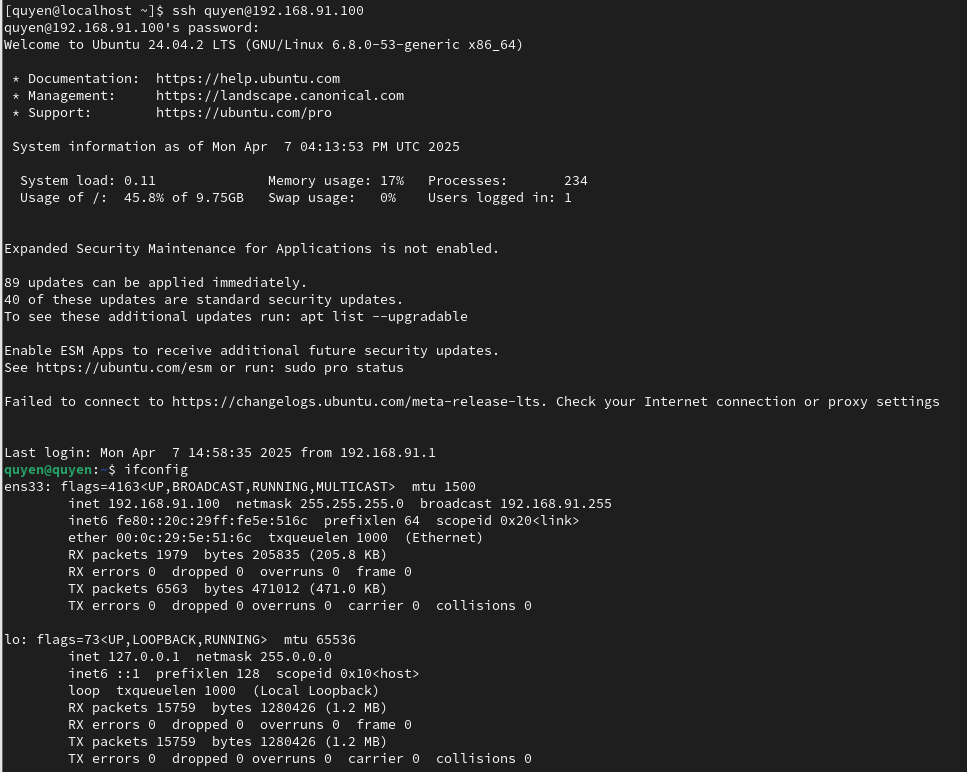 [quyen@localhost ~]$ ssh quyen@192.168.91.100
quyen@192.168.91.100's password:
Welcome to Ubuntu 24.04.2 LTS (GNU/Linux 6.8.0-53-generic x86_64)

 * Documentation:  https://help.ubuntu.com
 * Management:     https://landscape.canonical.com
 * Support:        https://ubuntu.com/pro

 System information as of Mon Apr  7 04:13:53 PM UTC 2025

  System load: 0.11              Memory usage: 17%   Processes:       234
  Usage of /:  45.8% of 9.75GB   Swap usage:   0%    Users logged in: 1


Expanded Security Maintenance for Applications is not enabled.

89 updates can be applied immediately.
40 of these updates are standard security updates.
To see these additional updates run: apt list --upgradable

Enable ESM Apps to receive additional future security updates.
See https://ubuntu.com/esm or run: sudo pro status

Failed to connect to https://changelogs.ubuntu.com/meta-release-lts. Check your Internet connection or proxy settings


Last login: Mon Apr  7 14:58:35 2025 from 192.168.91.1
quyen@quyen:~$ ifconfig
ens33: flags=4163<UP,BROADCAST,RUNNING,MULTICAST>  mtu 1500
        inet 192.168.91.100  netmask 255.255.255.0  broadcast 192.168.91.255
        inet6 fe80::20c:29ff:fe5e:516c  prefixlen 64  scopeid 0x20<link>
        ether 00:0c:29:5e:51:6c  txqueuelen 1000  (Ethernet)
        RX packets 1979  bytes 205835 (205.8 KB)
        RX errors 0  dropped 0  overruns 0  frame 0
        TX packets 6563  bytes 471012 (471.0 KB)
        TX errors 0  dropped 0 overruns 0  carrier 0  collisions 0

lo: flags=73<UP,LOOPBACK,RUNNING>  mtu 65536
        inet 127.0.0.1  netmask 255.0.0.0
        inet6 ::1  prefixlen 128  scopeid 0x10<host>
        loop  txqueuelen 1000  (Local Loopback)
        RX packets 15759  bytes 1280426 (1.2 MB)
        RX errors 0  dropped 0  overruns 0  frame 0
        TX packets 15759  bytes 1280426 (1.2 MB)
        TX errors 0  dropped 0 overruns 0  carrier 0  collisions 0